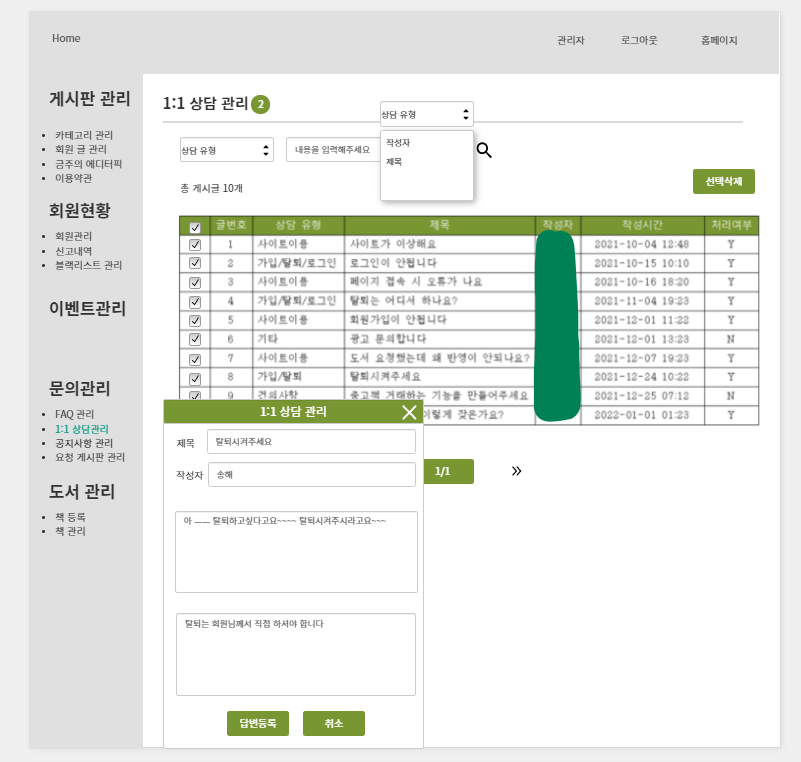 Home
관리자 로그아웃 홈페이지
게시판 관리
카테고리 관리
회원 글 관리
금주의 에디터픽
이용약관
회원현황
회원관리
신고내역
블랙리스트 관리
이벤트관리
문의관리
FAQ 관리
1:1 상담관리
공지사항 관리
요청 게시판 관리
도서 관리
책 등록
책 관리
1:1 상담 관리 2
상담 유형
작성자
제목
상담 유형 내용을 입력해주세요
총 게시글 10개
선택삭제
글번호 상담 유형 제목 작성자 작성시간 처리여부
1 사이트이용 사이트가 이상해요 2021-10-04 12:48 Y
2 가입/탈퇴/로그인 로그인이 안됩니다 2021-10-15 10:10 Y
3 사이트이용 페이지 접속 시 오류가 나요 2021-10-16 18:20 Y
4 가입/탈퇴/로그인 탈퇴는 어디서 하나요? 2021-11-04 19:23 Y
5 사이트이용 회원가입이 안됩니다 2021-12-01 11:22 Y
6 기타 광고 문의합니다 2021-12-01 13:23 N
7 사이트이용 도서 요청했는데 왜 반영이 안되나요? 2021-12-07 19:23 Y
8 가입/탈퇴 탈퇴시켜주세요 2021-12-24 10:22 Y
9 건의사항 중고책 거래하는 기능을 만들어주세요 2021-12-25 07:12 N
이렇게 잦은가요? 2022-01-01 01:23 Y
1/1 »
1:1 상담 관리
제목 탈퇴시켜주세요
작성자 송해
아 ㅡㅡ 탈퇴하고싶다고요~~~~ 탈퇴시켜주시라고요~~~
탈퇴는 회원님께서 직접 하셔야 합니다
답변등록 취소